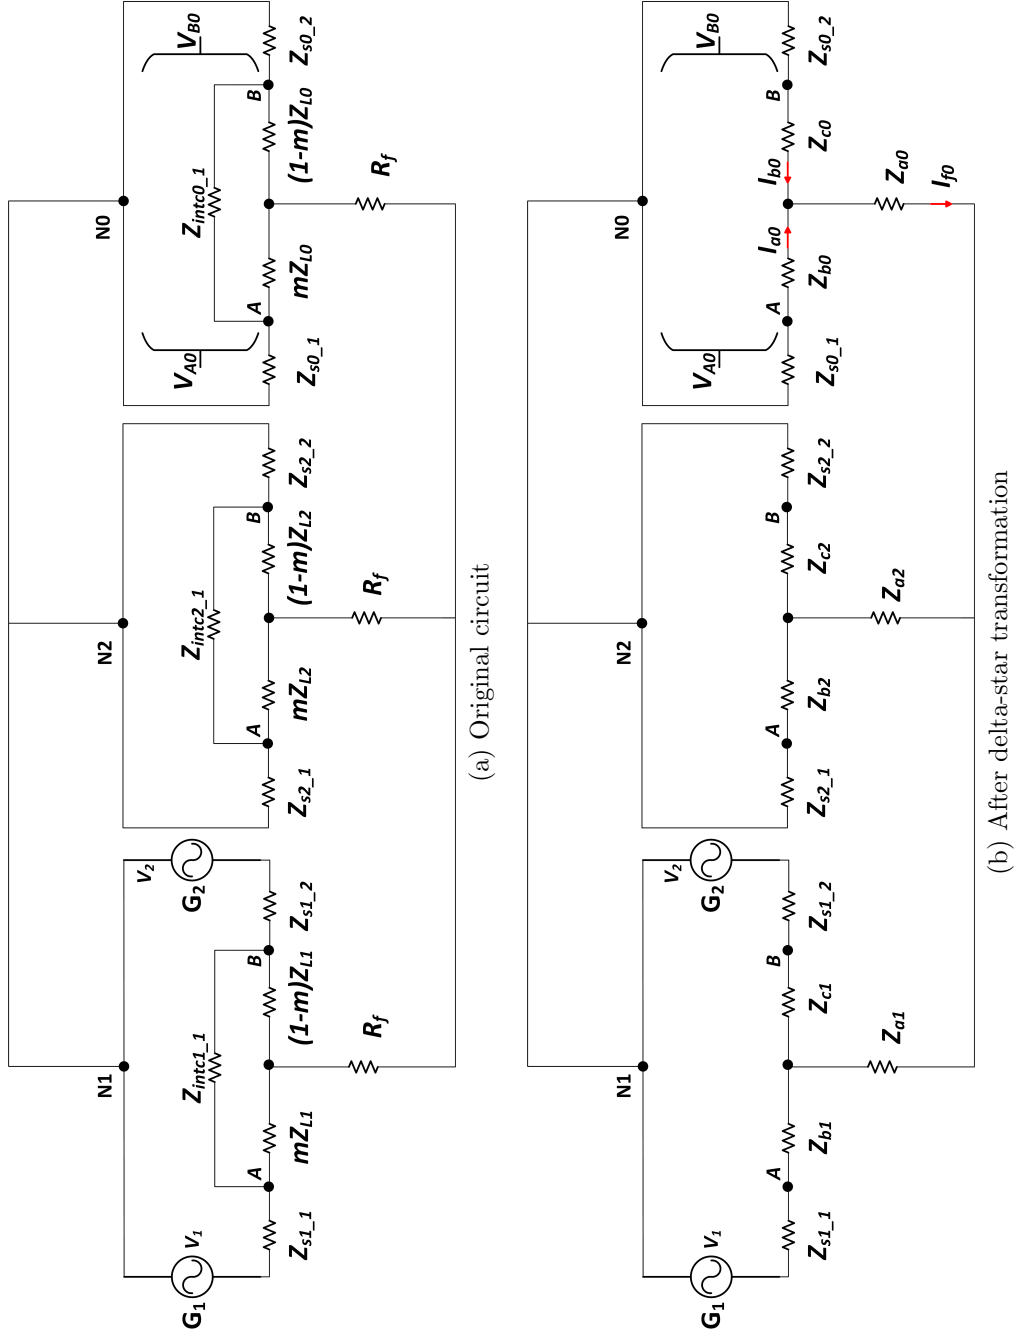 N1
N2
N0
G1
V1
V2
G2
VA0
VB0
Zintc1_1
Zintc2_1
Zintc0_1
A
B
A
B
A
B
Zs1_1
mZL1
(1-m)ZL1
Zs1_2
Zs2_1
mZL2
(1-m)ZL2
Zs2_2
Zs0_1
mZL0
(1-m)ZL0
Zs0_2
Rf
Rf
Rf
(a) Original circuit
N1
N2
N0
G1
V1
V2
G2
VA0
VB0
A
B
A
B
A
Ia0
Ib0
B
Zs1_1
Zb1
Zc1
Zs1_2
Zs2_1
Zb2
Zc2
Zs2_2
Zs0_1
Zb0
Zc0
Zs0_2
Za1
Za2
Za0
If0
(b) After delta-star transformation